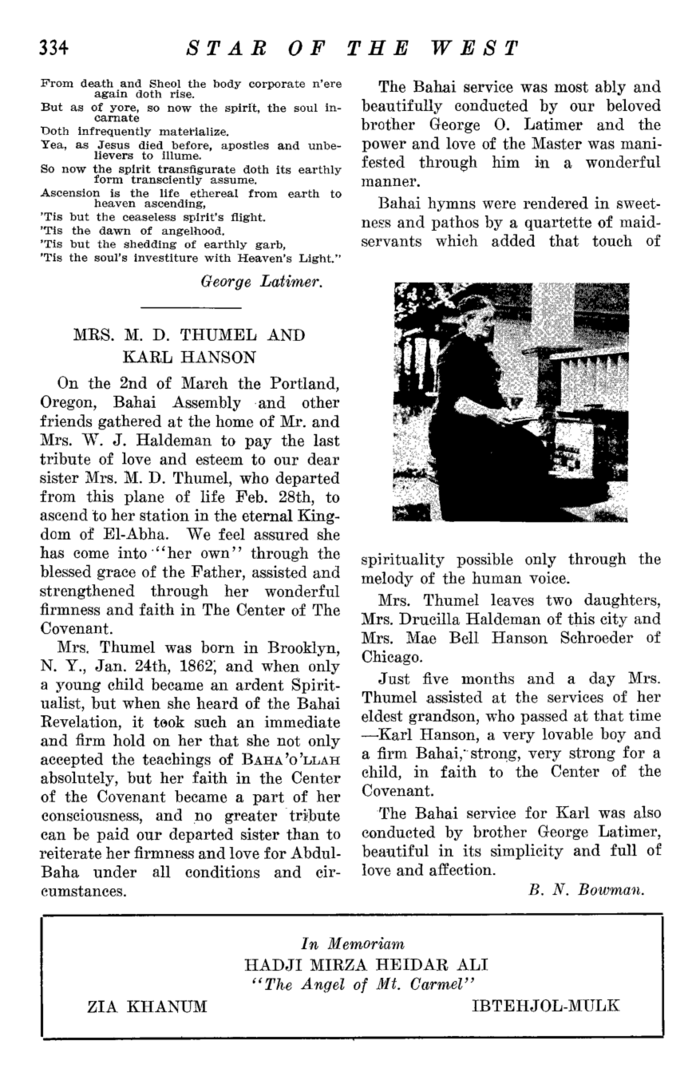 334
STAR OF THE WEST
From death and Sheol the body corporate n'ere
again doth rise.
But as of yore, so now the spirit, the soul in-
carnate
Doth infrequently materialize.
Yea, as Jesus died before, apostles and unbe-
lievers to illume.
So now the spirit transfigurate doth its earthly
form transciently assume.
Ascension is the life ethereal from earth to
heaven ascending,
'Tis but the ceaseless spirit's flight.
'Tis the dawn of angelhood.
'Tis but the shedding of earthly garb,
'Tis the soul's investiture with Heaven's Light."
George Latimer.
MRS. M. D. THUMEL AND
KARL HANSON
On the 2nd of March the Portland,
Oregon, Bahai Assembly and other
friends gathered at the home of Mr. and
Mrs. W. J. Haldeman to pay the last
tribute of love and esteem to our dear
sister Mrs. M. D. Thumel, who departed
from this plane of life Feb. 28th, to
ascend to her station in the eternal King-
dom of El-Abha. We feel assured she
has come into "her own" through the
blessed grace of the Father, assisted and
strengthened through her wonderful
firmness and faith in The Center of The
Covenant.
Mrs. Thumel was born in Brooklyn,
N. Y., Jan. 24th, 1862, and when only
a young child became an ardent Spirit-
ualist, but when she heard of the Bahai
Revelation, it took such an immediate
and firm hold on her that she not only
accepted the teachings of BAHA'O'LLAH
absolutely, but her faith in the Center
of the Covenant became a part of her
consciousness, and no greater tribute
can be paid our departed sister than to
reiterate her firmness and love for Abdul-
Baha under all conditions and cir-
cumstances.
The Bahai service was most ably and
beautifully conducted by our beloved
brother George O. Latimer and the
power and love of the Master was mani-
fested through him in a wonderful
manner.
Bahai hymns were rendered in sweet-
ness and pathos by a quartette of maid-
servants which added that touch of
spirituality possible only through the
melody of the human voice.
Mrs. Thumel leaves two daughters,
Mrs. Drucilla Haldeman of this city and
Mrs. Mae Bell Hanson Schroeder of
Chicago.
Just five months and a day Mrs.
Thumel assisted at the services of her
eldest grandson, who passed at that time
—Karl Hanson, a very lovable boy and
a firm Bahai, strong, very strong for a
child, in faith to the Center of the
Covenant.
The Bahai service for Karl was also
conducted by brother George Latimer,
beautiful in its simplicity and full of
love and affection.
B. N. Bowman.
In Memoriam
HADJI MIRZA HEIDAR ALI
"The Angel of Mt. Carmel"
ZIA KHANUM
IBTEHJOL-MULK